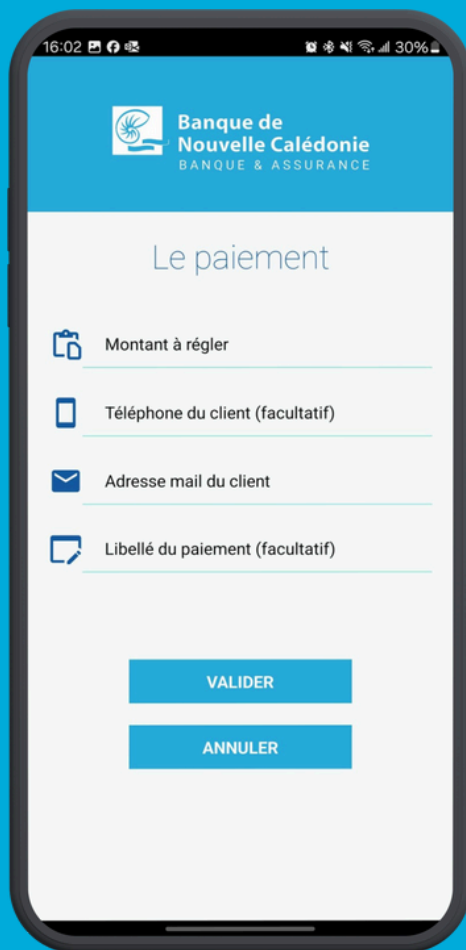 16:02
30%
Banque de
Nouvelle Calédonie
BANQUE & ASSURANCE
Le paiement
Montant à régler
Téléphone du client (facultatif)
Adresse mail du client
Libellé du paiement (facultatif)
VALIDER
ANNULER